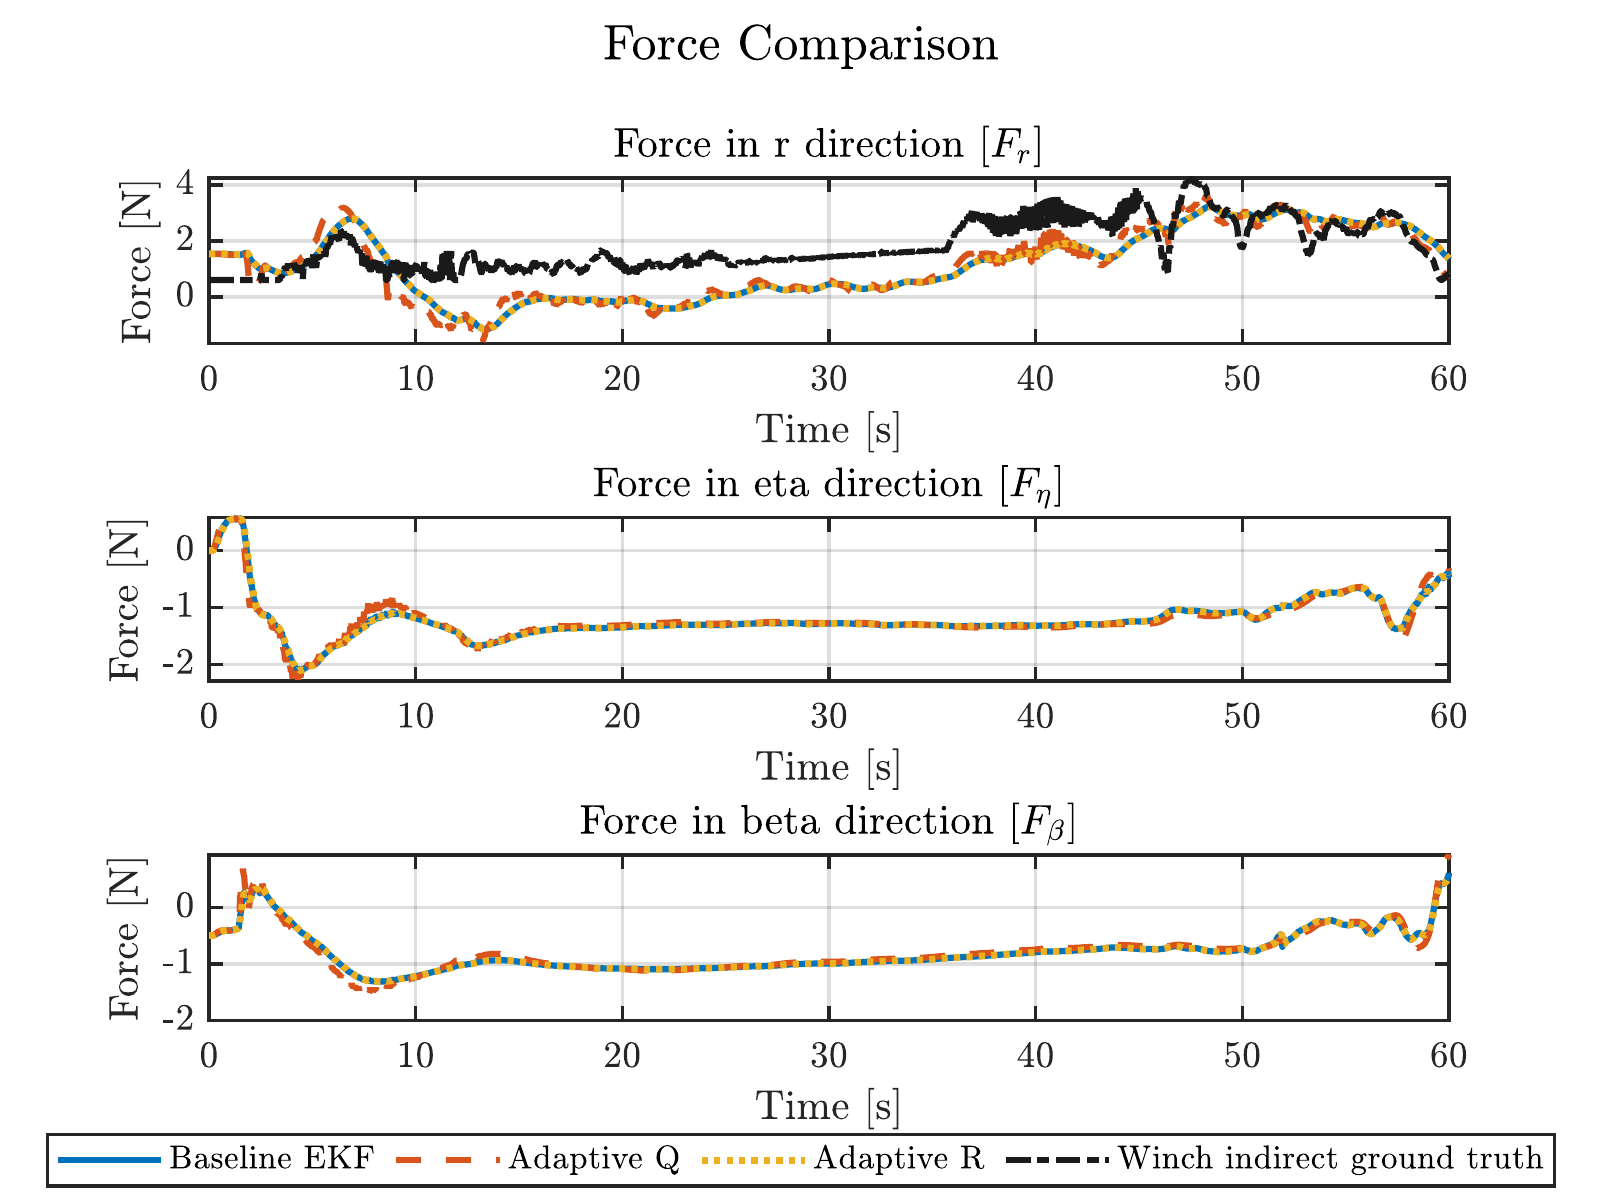 Force Comparison
Force in r direction [F_r]
Force [N]
4
2
0
0 10 20 30 40 50 60
Time [s]
Force in eta direction [F_η]
Force [N]
0
-1
-2
0 10 20 30 40 50 60
Time [s]
Force in beta direction [F_β]
Force [N]
0
-1
-2
0 10 20 30 40 50 60
Time [s]
Baseline EKF Adaptive Q Adaptive R Winch indirect ground truth